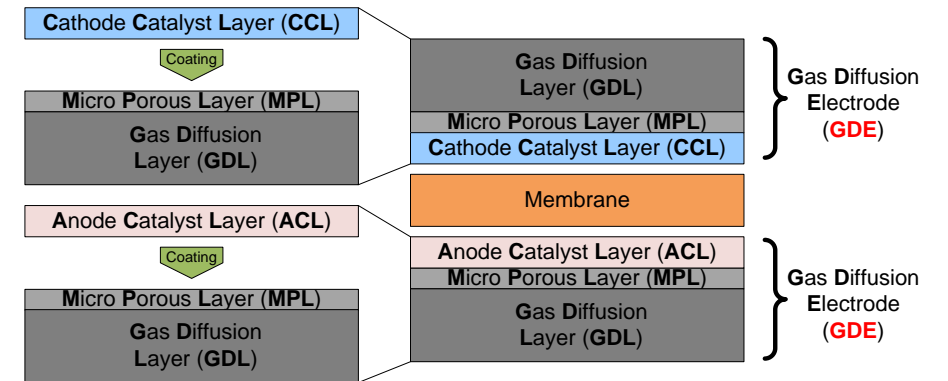 Cathode Catalyst Layer (CCL)
Coating
Micro Porous Layer (MPL)
Gas Diffusion
Layer (GDL)
Anode Catalyst Layer (ACL)
Coating
Micro Porous Layer (MPL)
Gas Diffusion
Layer (GDL)
Gas Diffusion
Layer (GDL)
Micro Porous Layer (MPL)
Cathode Catalyst Layer (CCL)
Membrane
Anode Catalyst Layer (ACL)
Micro Porous Layer (MPL)
Gas Diffusion
Layer (GDL)
Gas Diffusion
Electrode
(GDE)
Gas Diffusion
Electrode
(GDE)